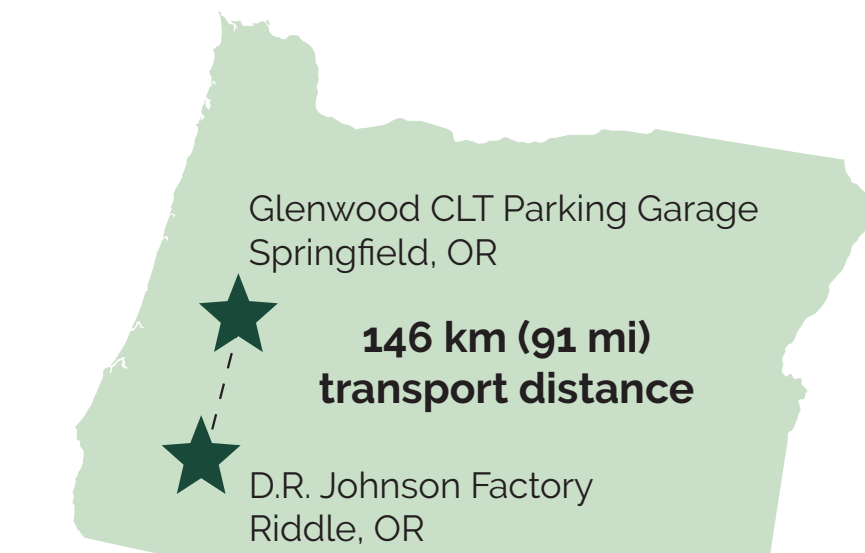 Glenwood CLT Parking Garage
Springfield, OR
146 km (91 mi)
transport distance
D.R. Johnson Factory
Riddle, OR